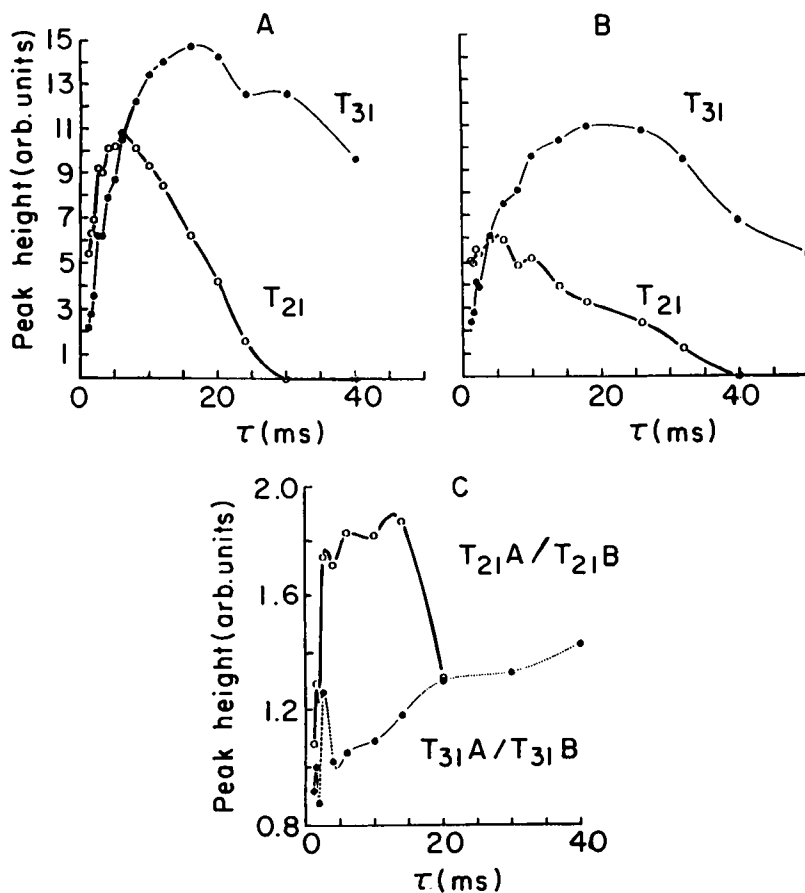 A
B
Peak height (arb. units)
15
13
11
9
7
5
3
1
T31
T21
0
20
40
τ (ms)
T31
T21
0
20
40
τ (ms)
C
Peak height (arb. units)
2.0
1.6
1.2
0.8
T21A/T21B
T31A/T31B
0
20
40
τ (ms)